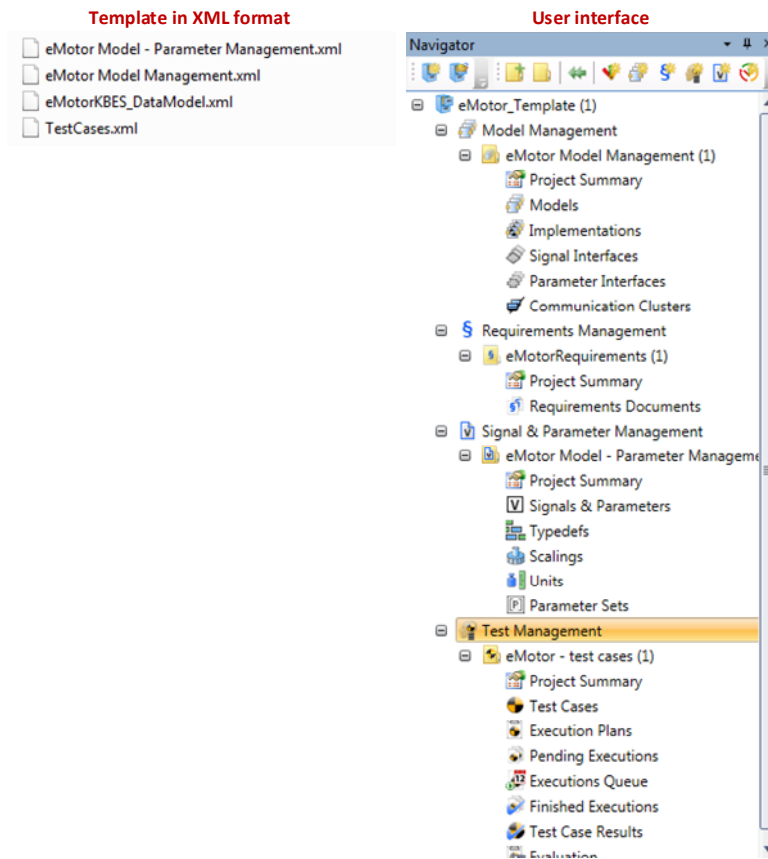 Template in XML format
eMotor Model - Parameter Management.xml
eMotor Model Management.xml
eMotorKBES_DataModel.xml
TestCases.xml
User interface
Navigator
eMotor_Template (1)
Model Management
eMotor Model Management (1)
Project Summary
Models
Implementations
Signal Interfaces
Parameter Interfaces
Communication Clusters
§ Requirements Management
eMotorRequirements (1)
Project Summary
Requirements Documents
Signal & Parameter Management
eMotor Model - Parameter Manageme
Project Summary
Signals & Parameters
Typedefs
Scalings
Units
Parameter Sets
Test Management
eMotor - test cases (1)
Project Summary
Test Cases
Execution Plans
Pending Executions
Executions Queue
Finished Executions
Test Case Results
Evaluation